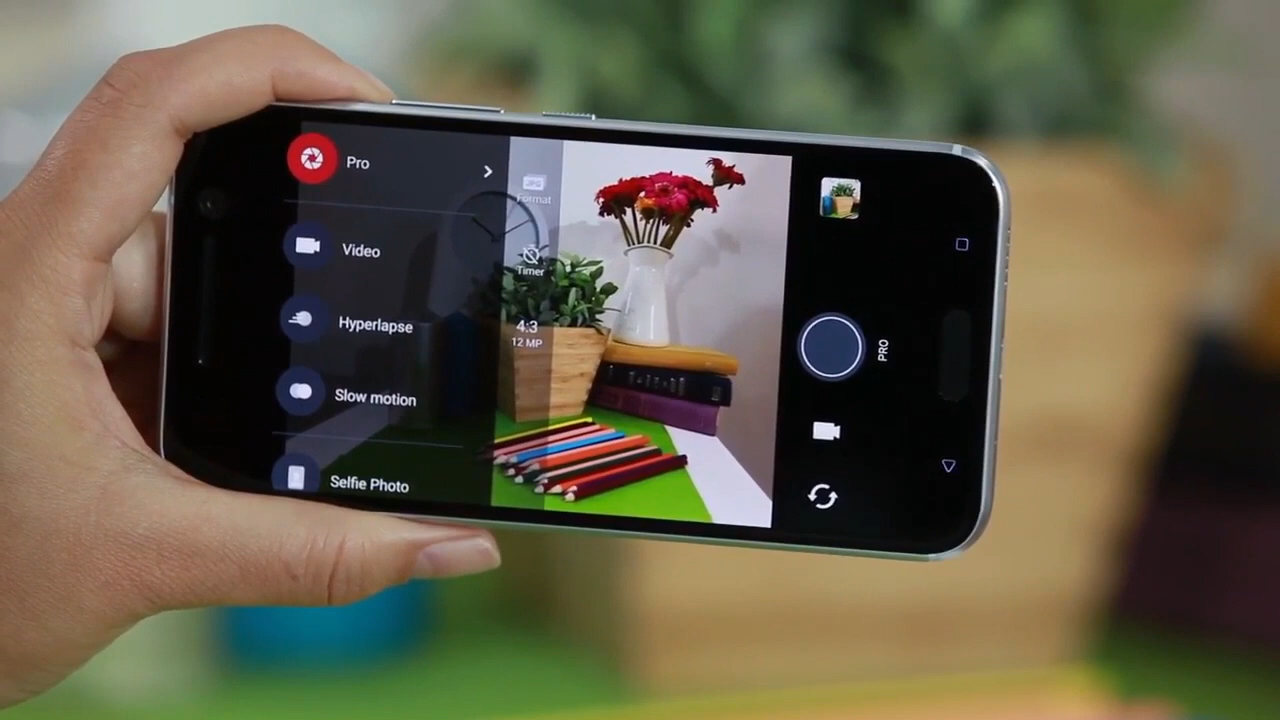 Pro
Video
Hyperlapse
Slow motion
Selfie Photo
Format
Timer
4:3
12 MP
PRO